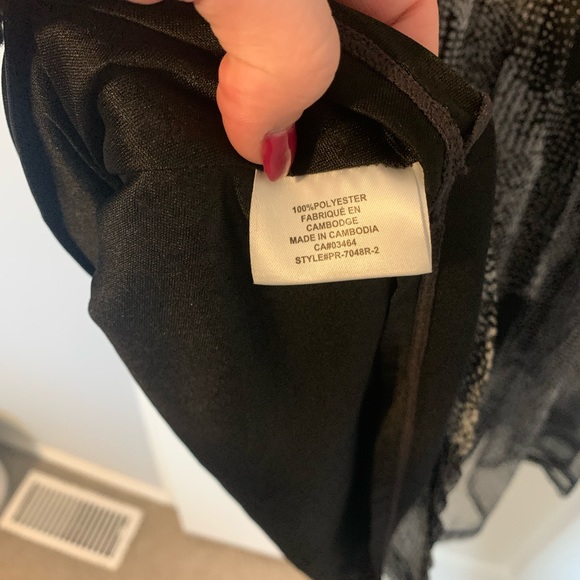 100%POLYESTER
FABRIQUÉ EN
CAMBODGE
MADE IN CAMBODIA
CA#03464
STYLE#PR-7048R-2